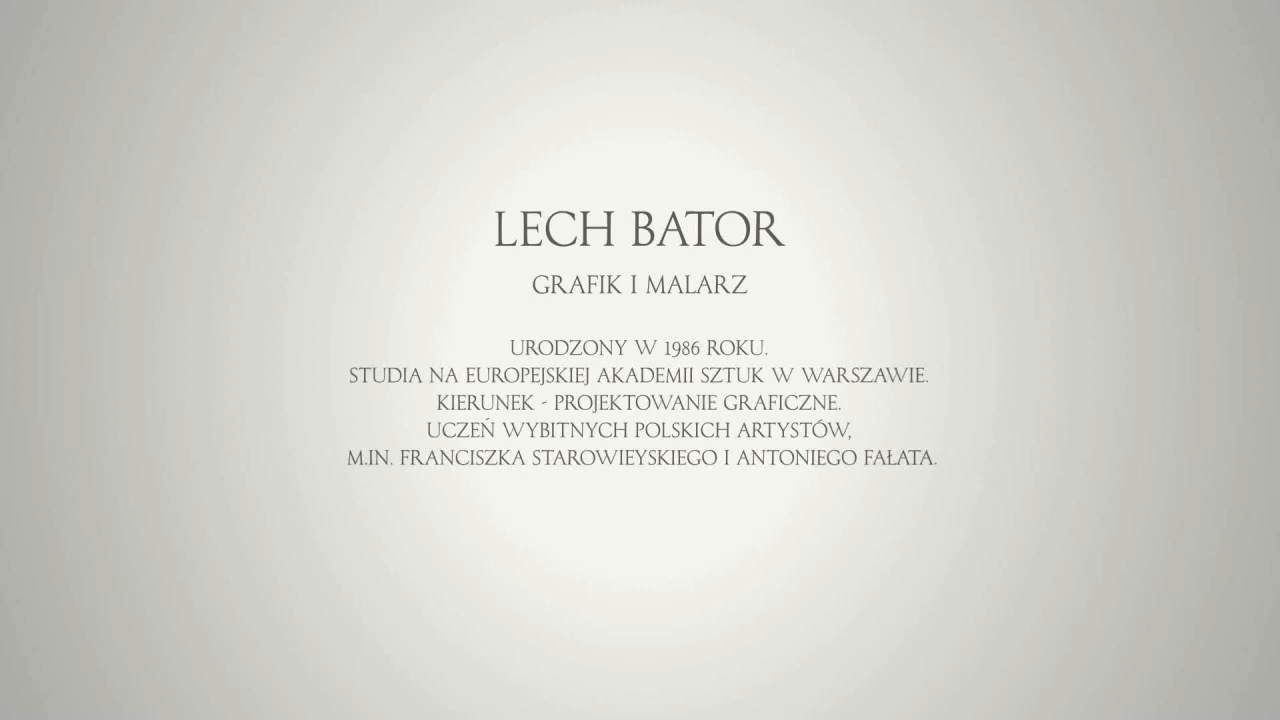 LECH BATOR
GRAFIK I MALARZ
URODZONY W 1986 ROKU.
STUDIA NA EUROPEJSKIEJ AKADEMII SZTUK W WARSZAWIE.
KIERUNEK - PROJEKTOWANIE GRAFICZNE.
UCZEŃ WYBITNYCH POLSKICH ARTYSTÓW,
M.IN. FRANCISZKA STAROWIEYSKIEGO I ANTONIEGO FAŁATA.